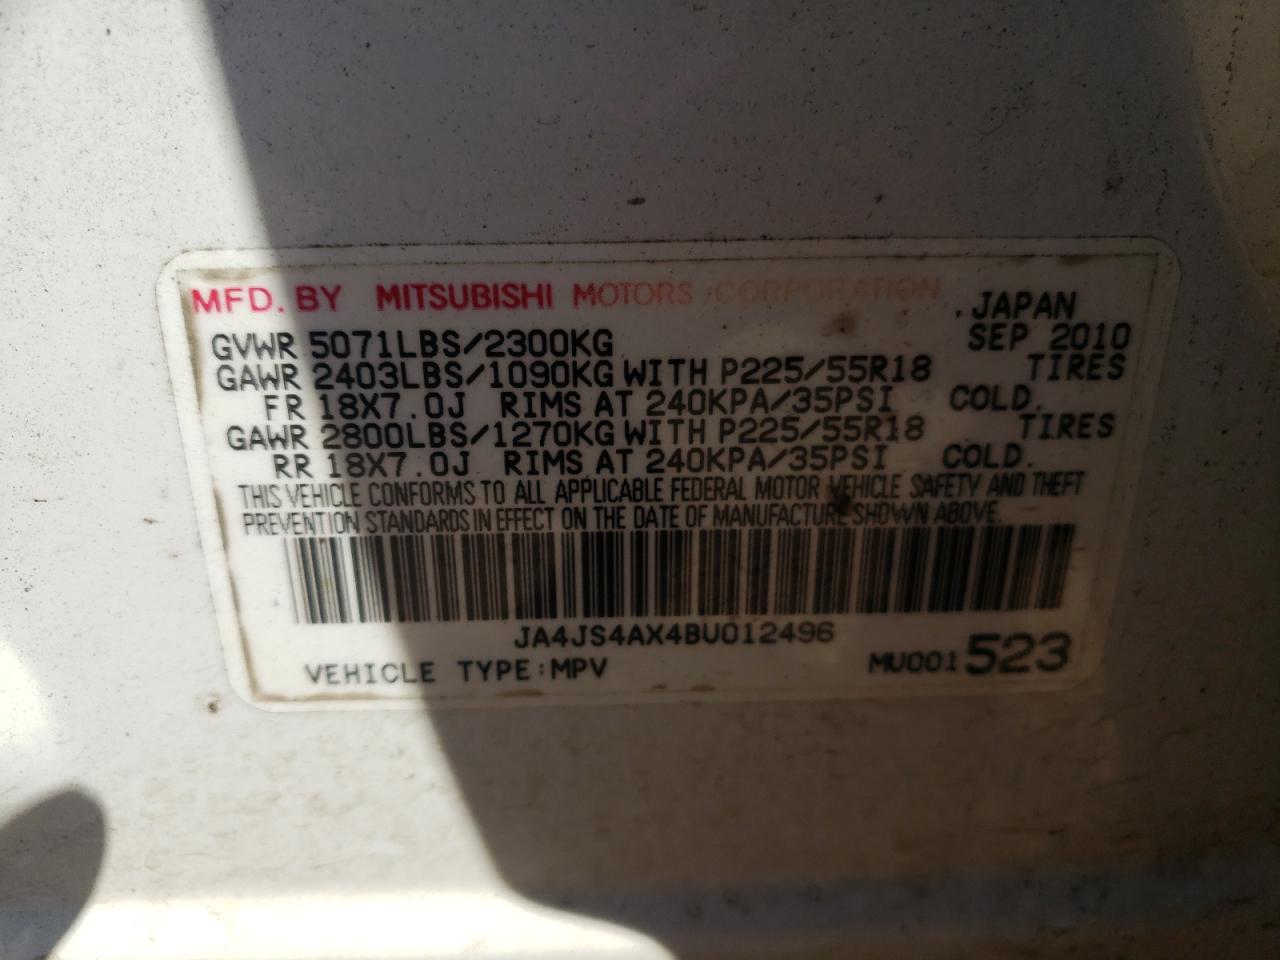 MFD. BY MITSUBISHI MOTORS CORPORATION JAPAN
GVWR 5071LBS/2300KG SEP 2010
GAWR 2403LBS/1090KG WITH P225/55R18 TIRES
FR 18X7.0J RIMS AT 240KPA/35PSI COLD.
GAWR 2800LBS/1270KG WITH P225/55R18 TIRES
RR 18X7.0J RIMS AT 240KPA/35PSI COLD.
THIS VEHICLE CONFORMS TO ALL APPLICABLE FEDERAL MOTOR VEHICLE SAFETY AND THEFT
PREVENTION STANDARDS IN EFFECT ON THE DATE OF MANUFACTURE SHOWN ABOVE.
JA4JS4AX4BU012496
VEHICLE TYPE:MPV MU001523